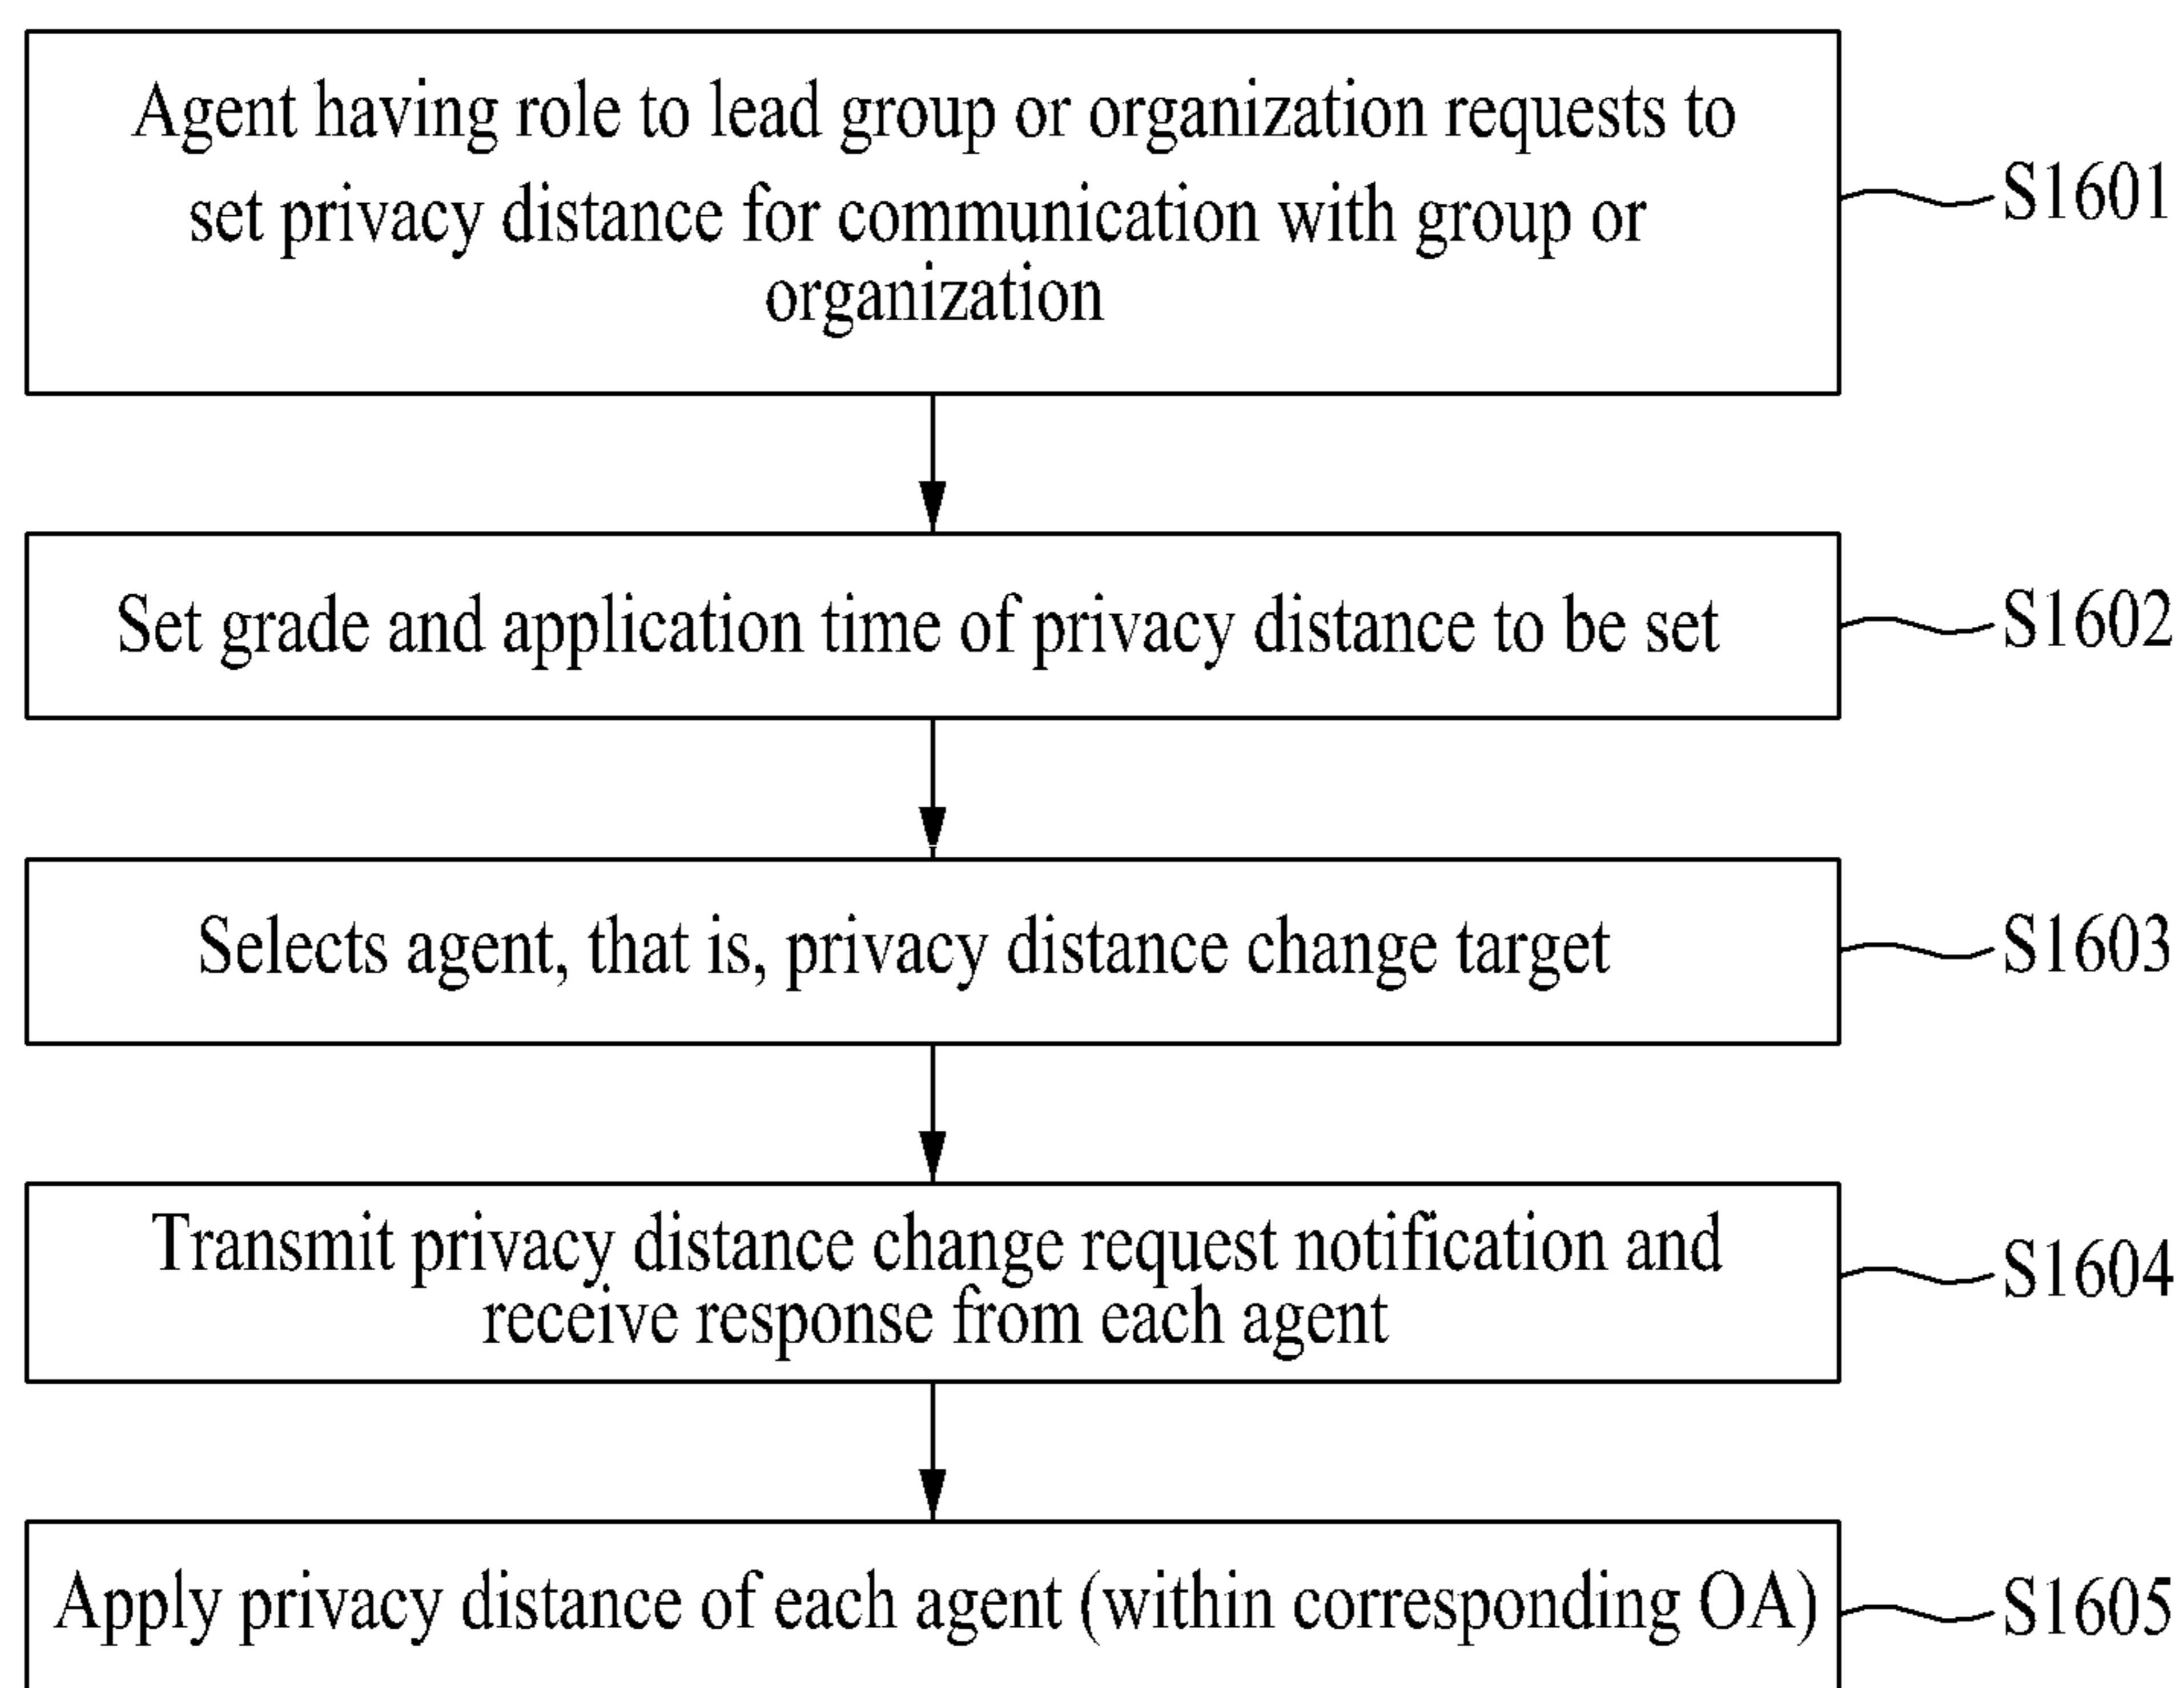 Agent having role to lead group or organization requests to
set privacy distance for communication with group or
organization
S1601
Set grade and application time of privacy distance to be set
S1602
Selects agent, that is, privacy distance change target
S1603
Transmit privacy distance change request notification and
receive response from each agent
S1604
Apply privacy distance of each agent (within corresponding OA)
S1605